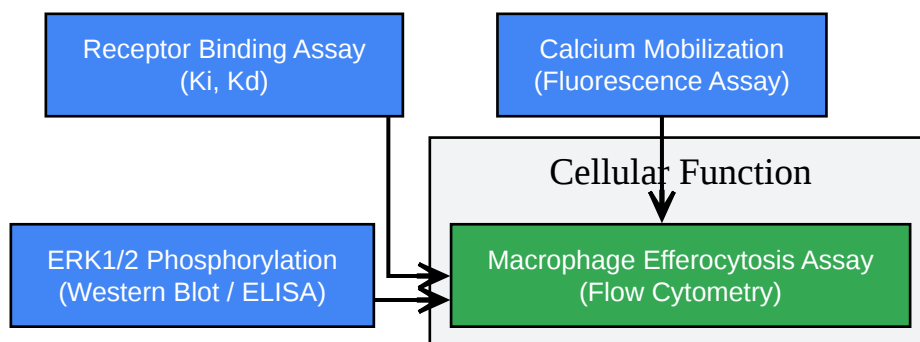 Receptor Binding Assay
(Ki, Kd)
Calcium Mobilization
(Fluorescence Assay)
Cellular Function
ERK1/2 Phosphorylation
(Western Blot / ELISA)
Macrophage Efferocytosis Assay
(Flow Cytometry)